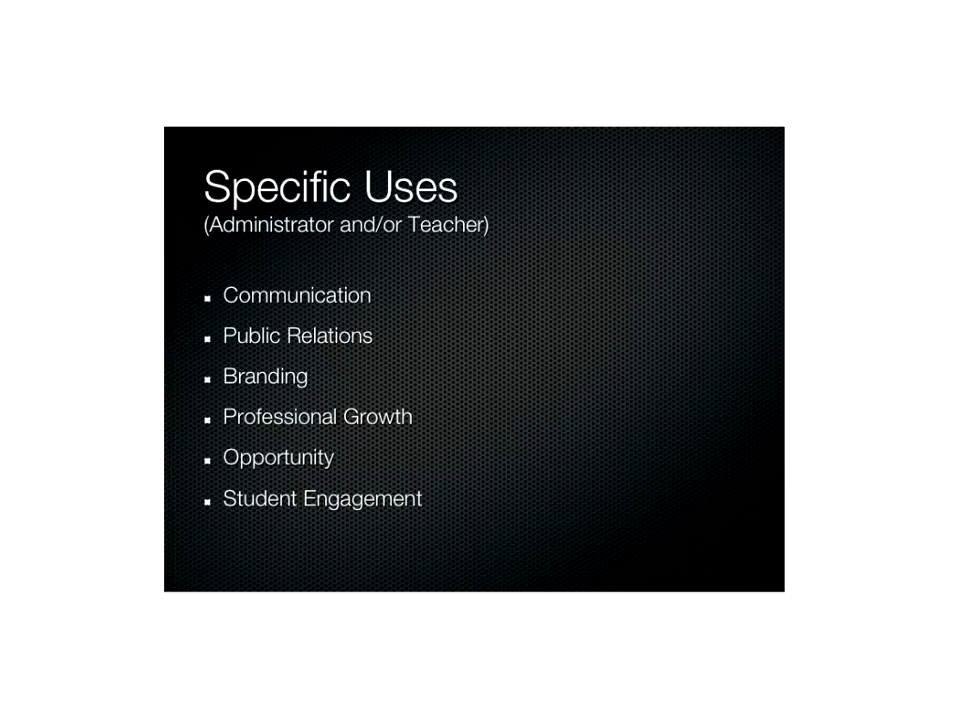 Specific Uses
(Administrator and/or Teacher)
Communication
Public Relations
Branding
Professional Growth
Opportunity
Student Engagement